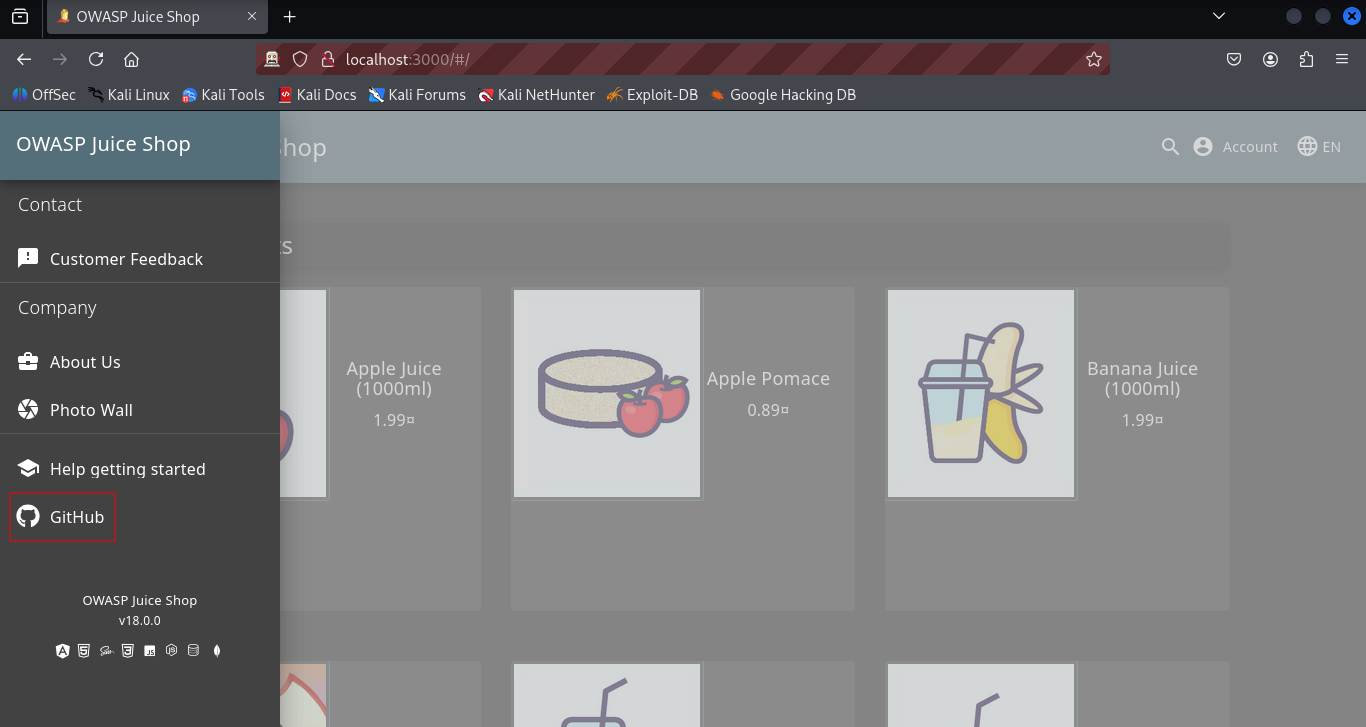 OWASP Juice Shop
localhost:3000/#/
OffSec Kali Linux Kali Tools Kali Docs Kali Forums Kali NetHunter Exploit-DB Google Hacking DB
OWASP Juice Shop
Shop
Account
EN
Contact
Customer Feedback
Company
About Us
Photo Wall
Help getting started
GitHub
OWASP Juice Shop
v18.0.0
ts
Apple Juice
(1000ml)
1.99¤
Apple Pomace
0.89¤
Banana Juice
(1000ml)
1.99¤